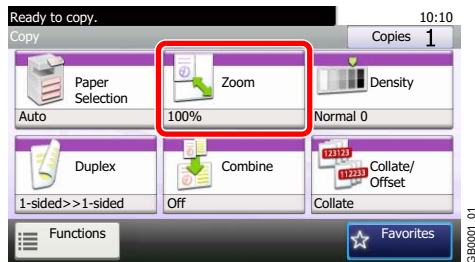 Ready to copy.
10:10
Copy
Copies 1
Paper
Selection
Auto
Zoom
100%
Density
Normal 0
Duplex
1-sided>>1-sided
Combine
Off
123123
112233
Collate/
Offset
Collate
Functions
Favorites
GB0001_01